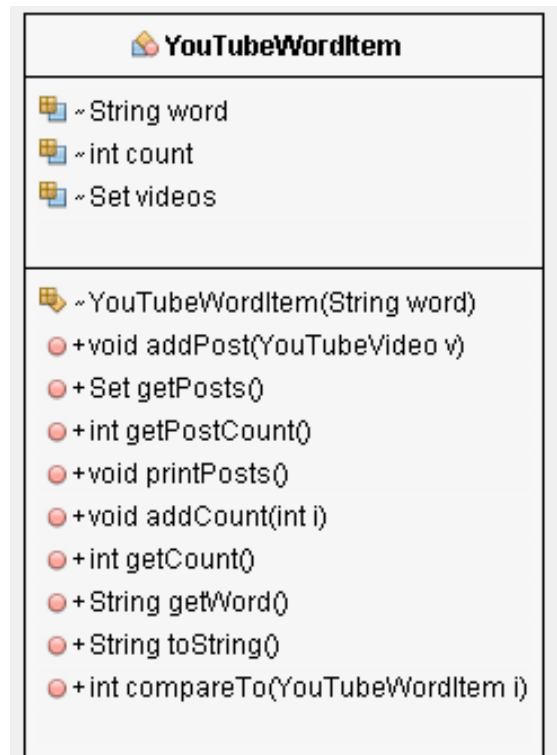 YouTubeWordItem
~String word
~int count
~Set videos
~YouTubeWordItem(String word)
+void addPost(YouTubeVideo v)
+Set getPosts()
+int getPostCount()
+void printPosts()
+void addCount(int i)
+int getCount()
+String getWord()
+String toString()
+int compareTo(YouTubeWordItem i)